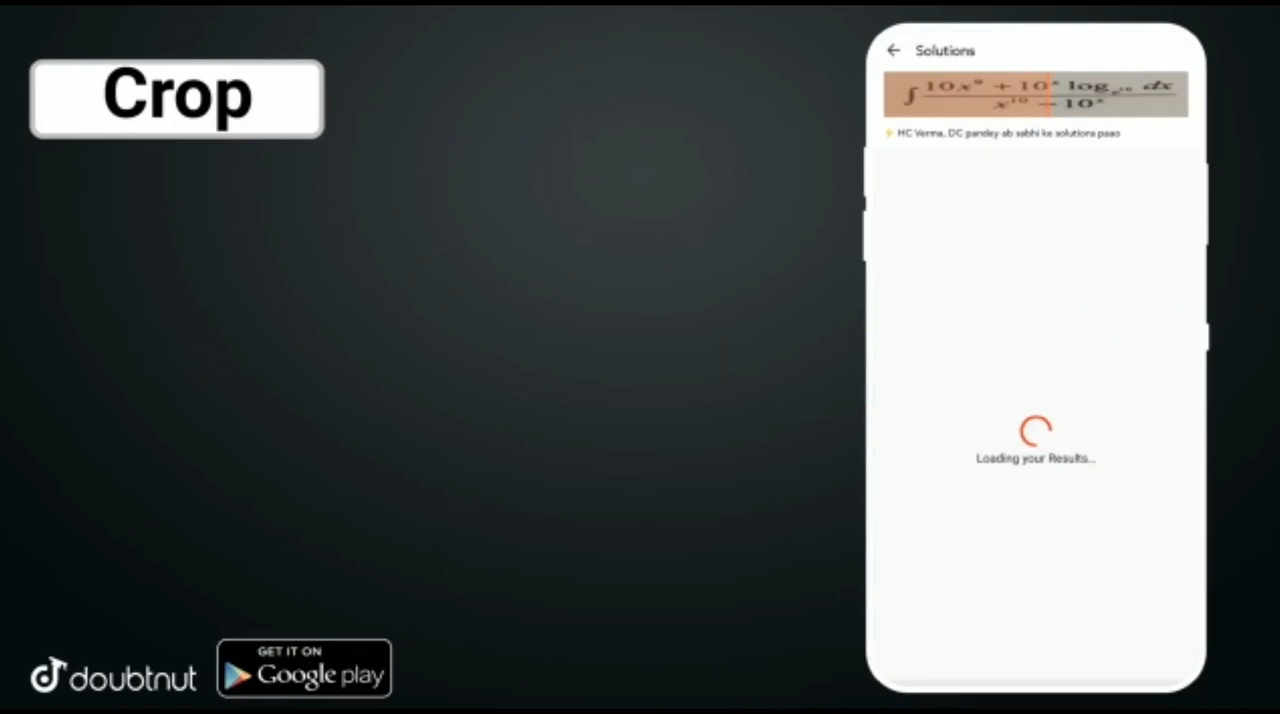 Crop
← Solutions
∫ 10x⁹ + 10ˣ log dx
x¹⁰ + 10ˣ
HC Verma, DC pandey ab sabhi ke solutions paao
Loading your Results...
doubtnut
GET IT ON
Google play